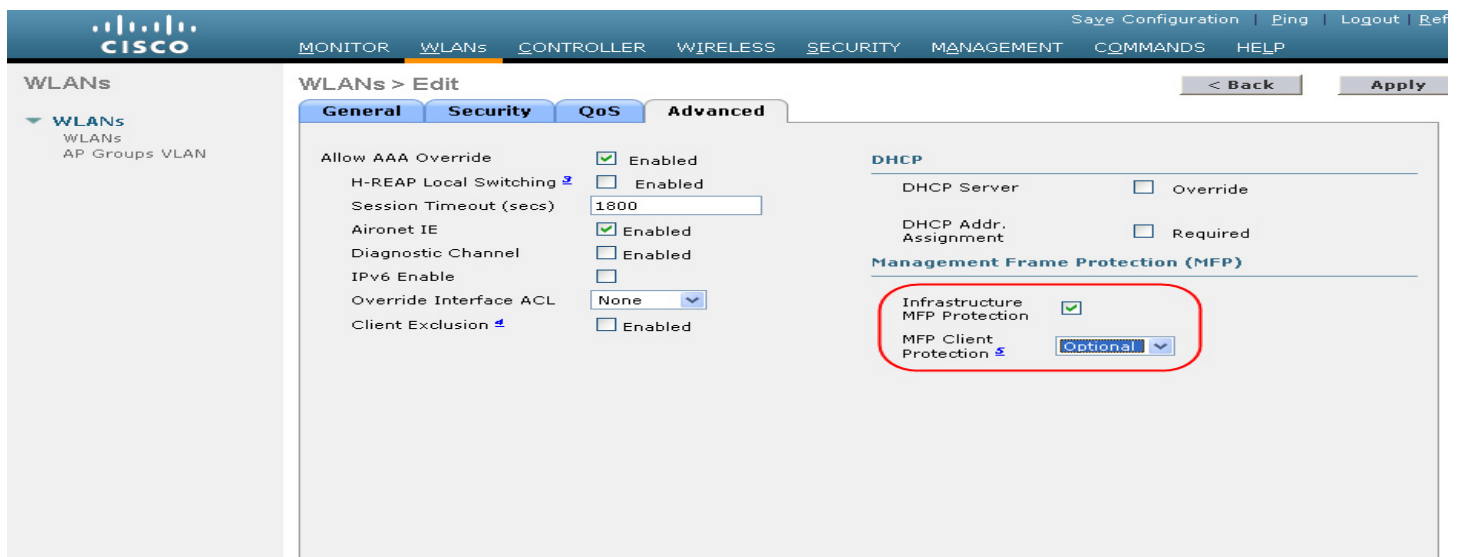 Save Configuration | Ping | Logout | Ref
CISCO
MONITOR WLANs CONTROLLER WIRELESS SECURITY MANAGEMENT COMMANDS HELP
WLANs
WLANs
WLANs
AP Groups VLAN
WLANs > Edit
< Back
Apply
General Security QoS Advanced
Allow AAA Override Enabled
H-REAP Local Switching 3 Enabled
Session Timeout (secs) 1800
Aironet IE Enabled
Diagnostic Channel Enabled
IPv6 Enable
Override Interface ACL None
Client Exclusion 4 Enabled
DHCP
DHCP Server Override
DHCP Addr.
Assignment Required
Management Frame Protection (MFP)
Infrastructure
MFP Protection
MFP Client
Protection 5 Optional